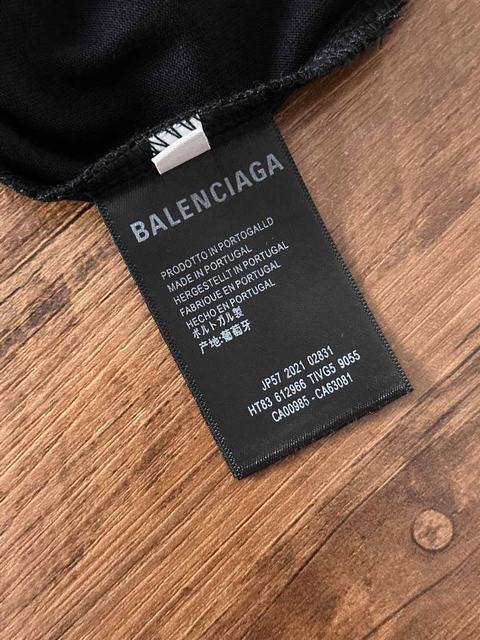 BALENCIAGA
PRODOTTO IN PORTOGALLD
MADE IN PORTUGAL
HERGESTELLT IN PORTUGAL
FABRIQUE EN PORTUGAL
HECHO EN PORTUGAL
ポルトガル製
产地:葡萄牙
JP57 2021 02831
HT83 612966 TIVG5 9055
CA00985 - CA63081